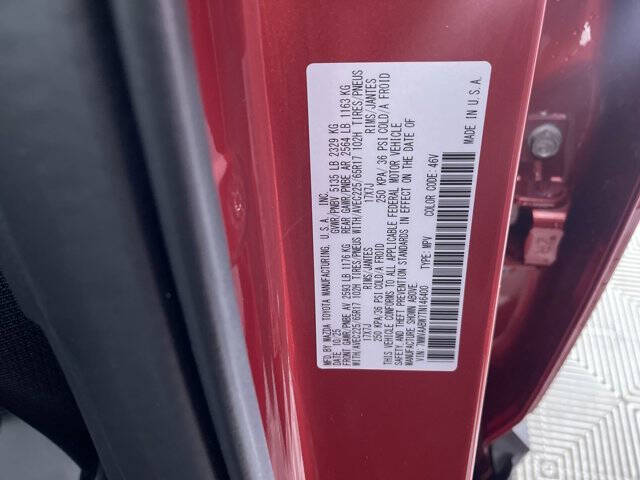 MFD. BY MAZDA TOYOTA MANUFACTURING, U.S.A., INC.
DATE: 10/25 GVWR/PNBV 5135 LB 2329 KG
FRONT GAWR/PNBE AV 2593 LB 1176 KG REAR GAWR/PNBE AR 2564 LB 1163 KG
WITH/AVEC225/65R17 102H TIRES/PNEUS WITH/AVEC225/65R17 102H TIRES/PNEUS
17X7J RIMS/JANTES 17X7J RIMS/JANTES
250 KPA/36 PSI COLD/A FROID 250 KPA/36 PSI COLD/A FROID
THIS VEHICLE CONFORMS TO ALL APPLICABLE FEDERAL MOTOR VEHICLE
SAFETY, AND THEFT PREVENTION STANDARDS IN EFFECT ON THE DATE OF
MANUFACTURE SHOWN ABOVE.
TYPE: MPV COLOR CODE: 46V
MADE IN U.S.A.